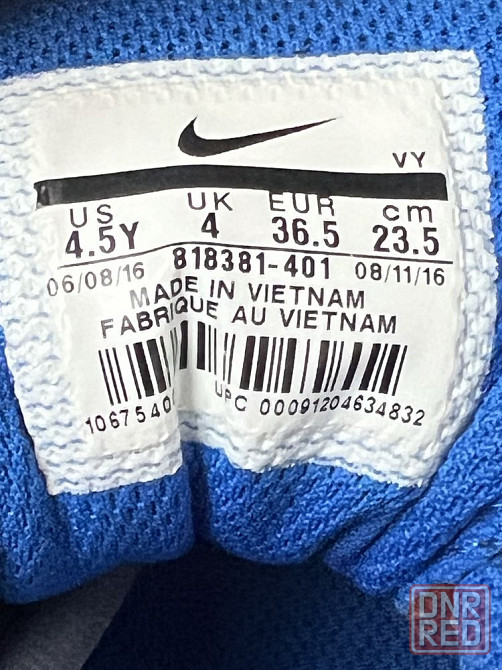 VY
US UK EUR cm
4.5Y 4 36.5 23.5
06/08/16 818381-401 08/11/16
MADE IN VIETNAM
FABRIQUE AU VIETNAM
UPC 00091204634832
DNR
RED